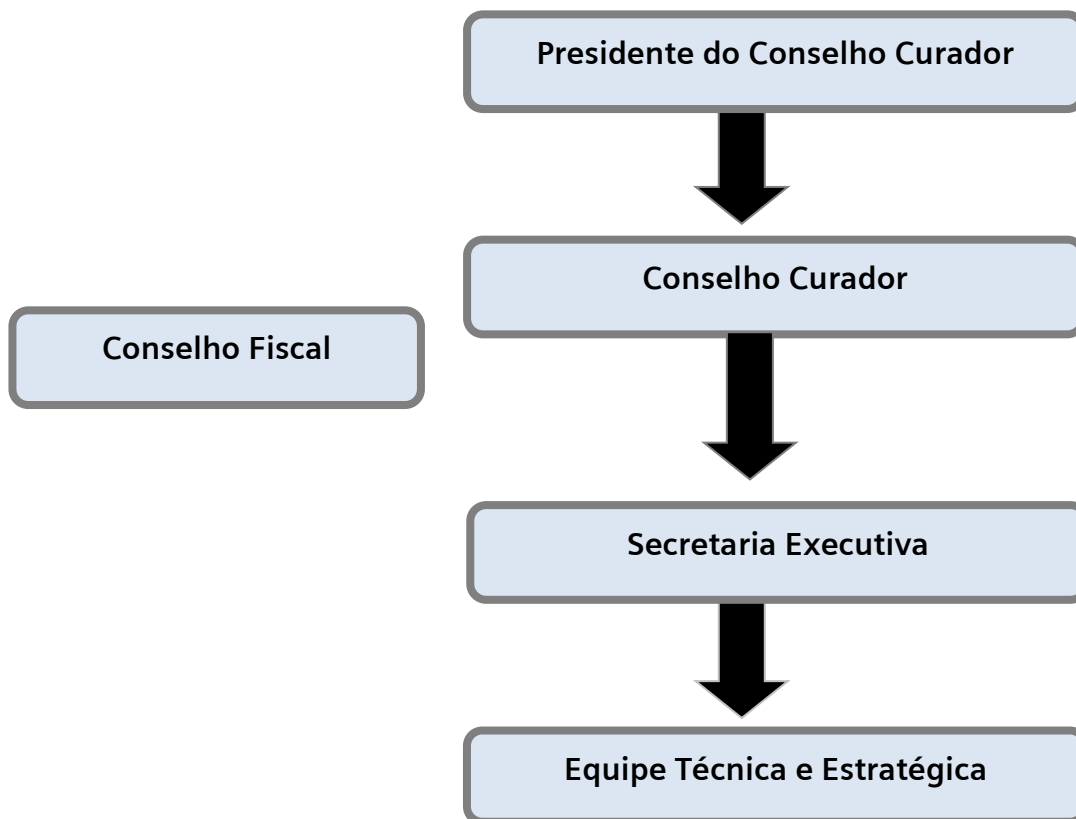 Presidente do Conselho Curador
Conselho Curador
Conselho Fiscal
Secretaria Executiva
Equipe Técnica e Estratégica